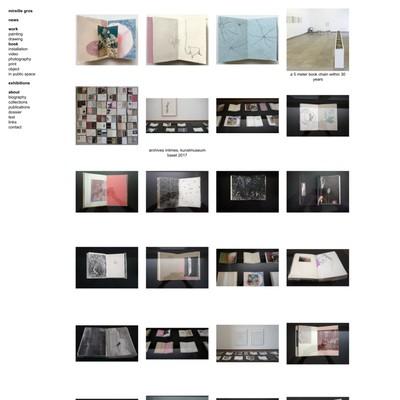 mireille gros
news
work
painting
drawing
book
installation
video
photography
print
object
in public space
exhibitions
about
biography
collections
publications
dossier
text
links
contact
a 5 meter book chain within 30
years
archives intimes, kunstmuseum
basel 2017